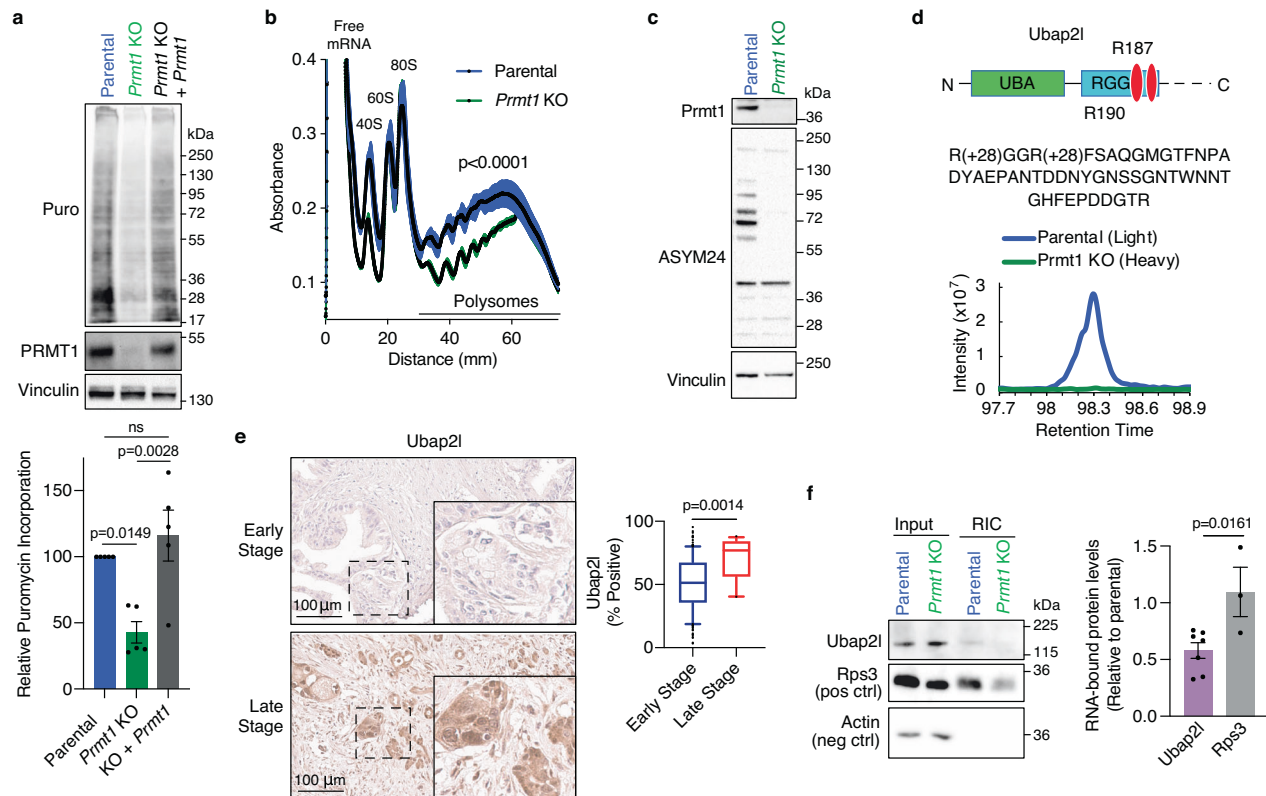 a
Parental
Prmt1 KO
Prmt1 KO
+ Prmt1
kDa
250
130
95
72
55
36
28
17
Puro
55
PRMT1
Vinculin
130
ns
p=0.0028
p=0.0149
150
100
50
0
Relative Puromycin Incorporation
Parental
Prmt1 KO
KO + Prmt1
b
Free
mRNA
40S
60S
80S
Parental
Prmt1 KO
p<0.0001
Polysomes
0.4
0.3
0.2
0.1
Absorbance
0
20
40
60
Distance (mm)
c
Parental
Prmt1 KO
kDa
Prmt1
36
250
130
95
72
55
36
28
ASYM24
250
Vinculin
d
Ubap2l
R187
N
UBA
RGG
C
R190
R(+28)GGR(+28)FSAQGMGTFNPA
DYAEPANTDDNYGNSSGNTWNNT
GHFEPDDGTR
Parental (Light)
Prmt1 KO (Heavy)
Intensity (x10⁷)
3
2
1
0
97.7
98
98.3
98.6
98.9
Retention Time
e
Ubap2l
Early
Stage
100 µm
Late
Stage
100 µm
p=0.0014
100
50
0
Ubap2l
(% Positive)
Early Stage
Late Stage
f
Input
RIC
Parental
Prmt1 KO
Parental
Prmt1 KO
kDa
225
Ubap2l
115
36
Rps3
(pos ctrl)
Actin
(neg ctrl)
36
p=0.0161
1.5
1.0
0.5
0.0
RNA-bound protein levels
(Relative to parental)
Ubap2l
Rps3